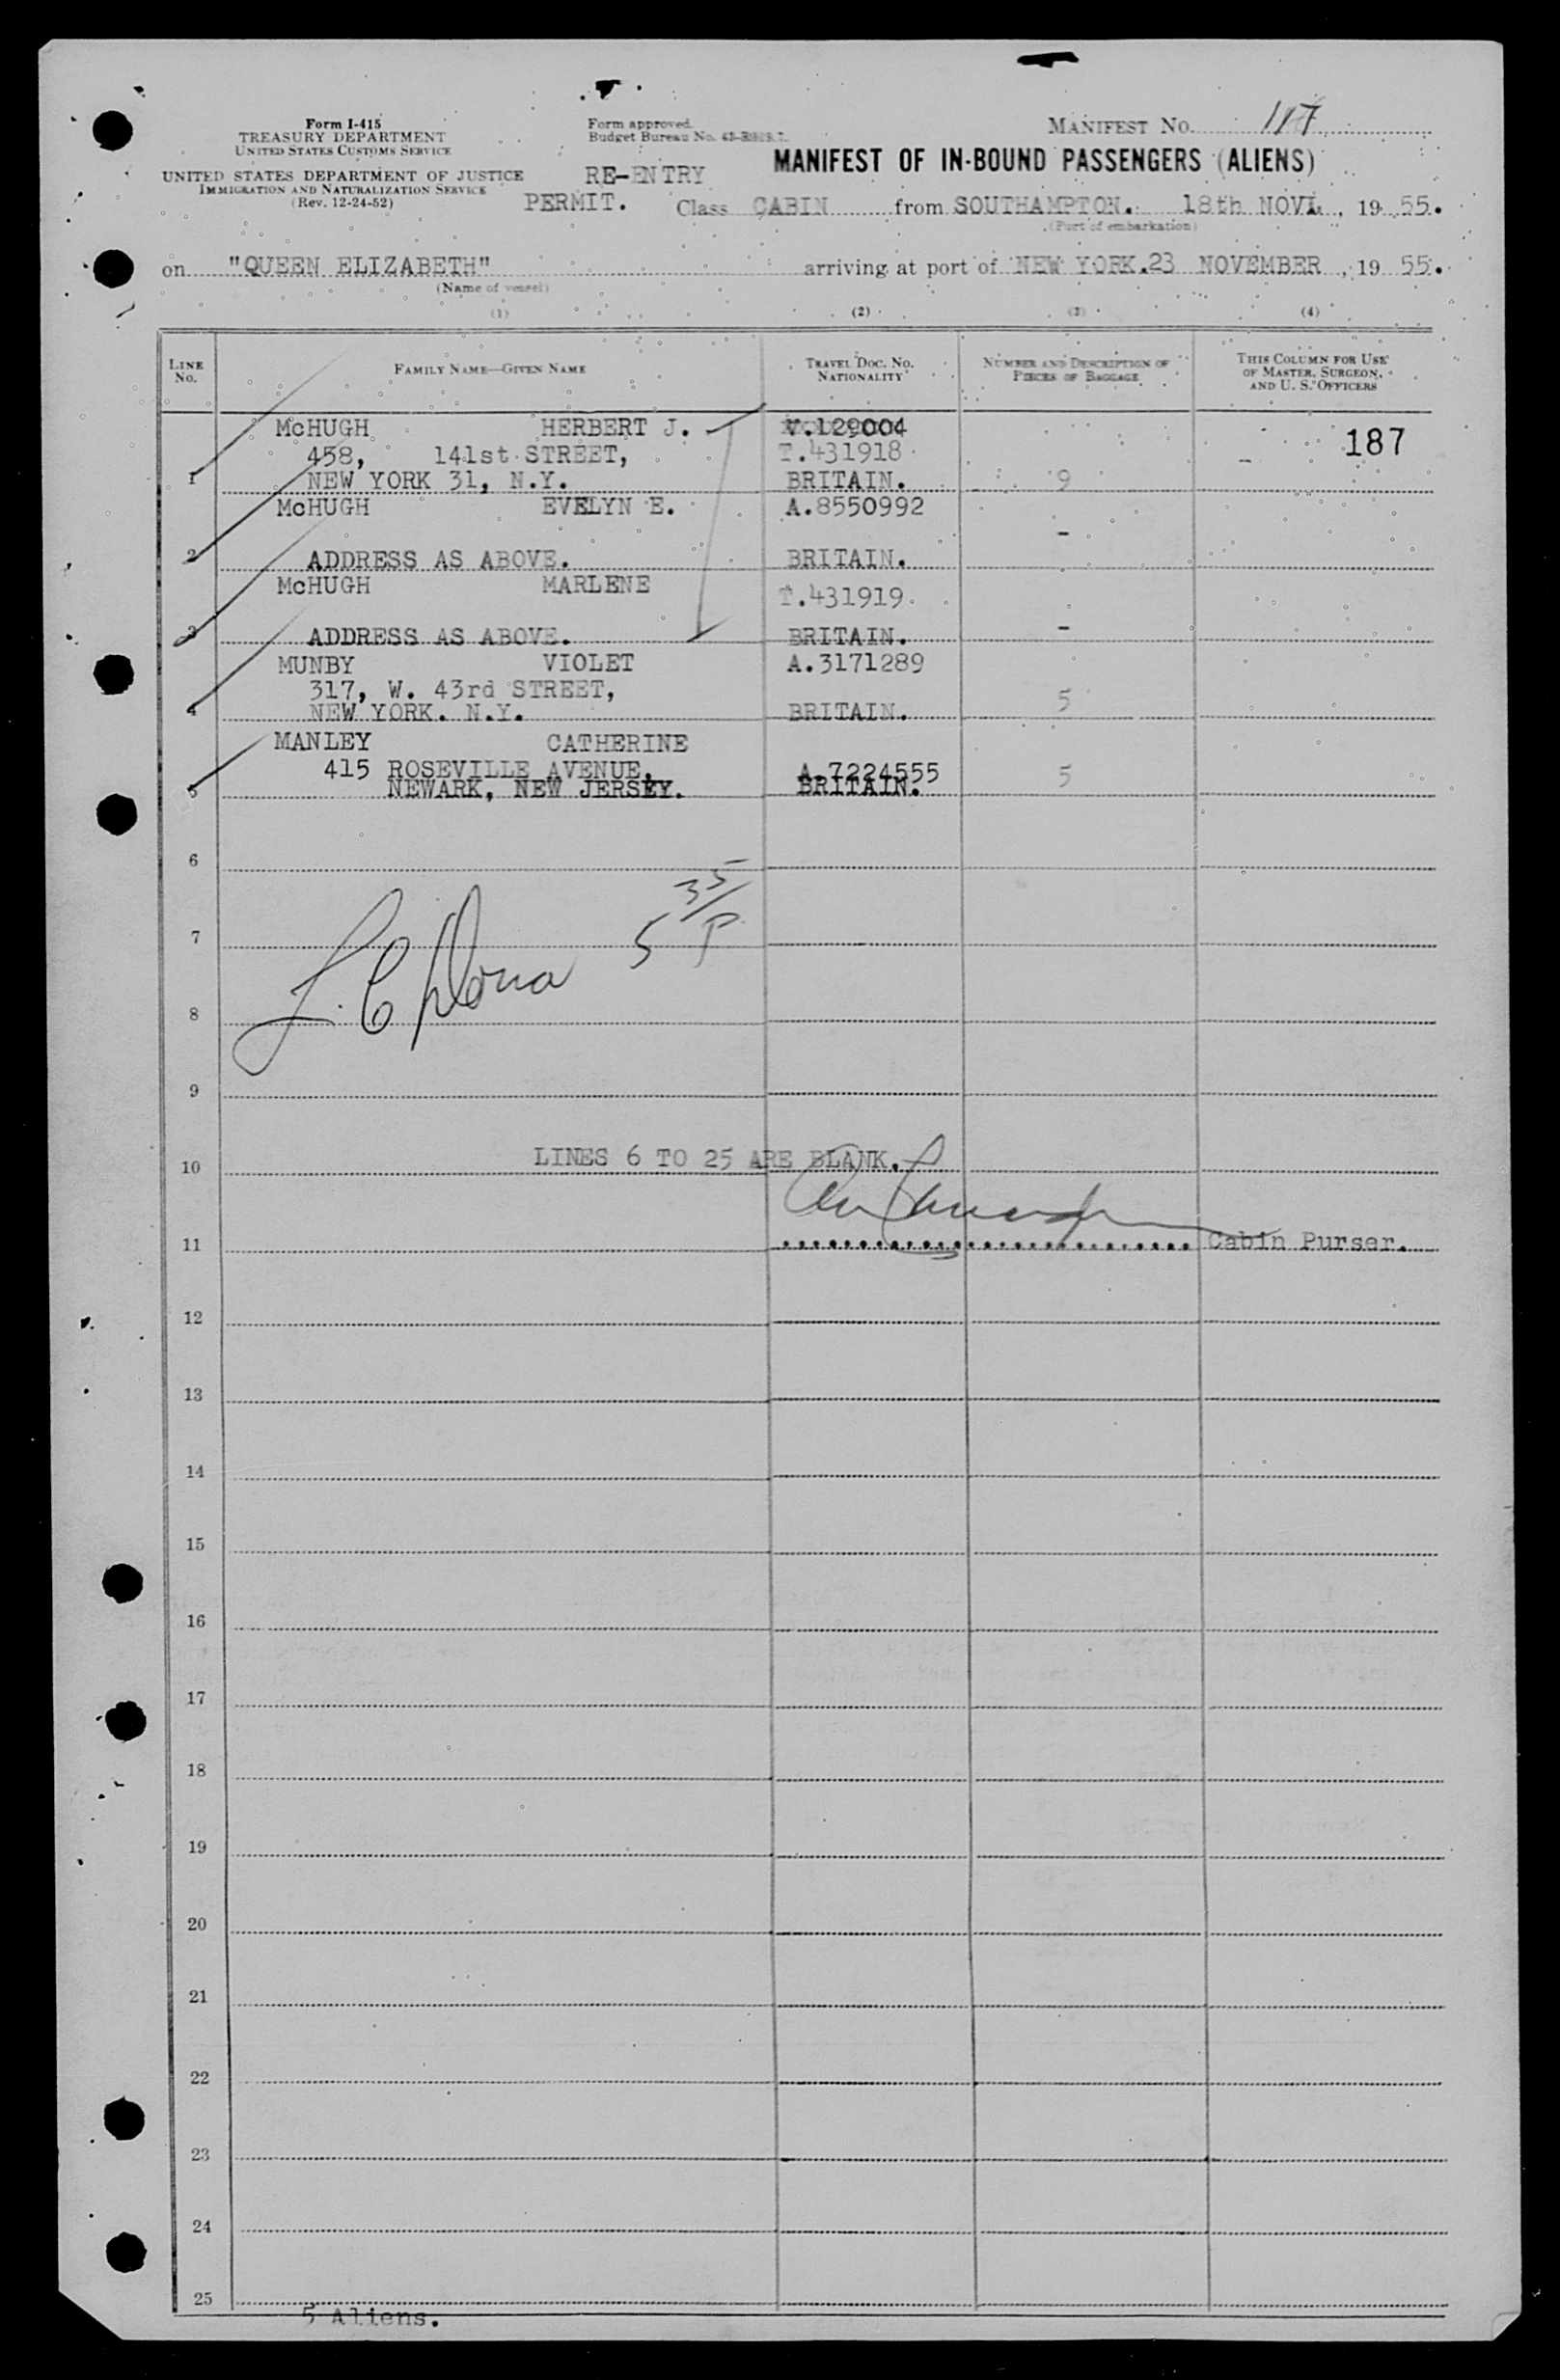 Form I-415
TREASURY DEPARTMENT
UNITED STATES CUSTOMS SERVICE
UNITED STATES DEPARTMENT OF JUSTICE
IMMIGRATION AND NATURALIZATION SERVICE
(Rev. 12-24-52)
Form approved.
Budget Bureau No.
RE-ENTRY
PERMIT.
MANIFEST NO. 117
MANIFEST OF IN-BOUND PASSENGERS (ALIENS)
Class CABIN from SOUTHAMPTON. 18th NOV., 19 55.
(Port of embarkation)
on "QUEEN ELIZABETH" arriving at port of NEW YORK. 23 NOVEMBER, 19 55.
(Name of vessel)
(1) (2) (3) (4)
LINE NO. FAMILY NAME—GIVEN NAME TRAVEL DOC. NO. NATIONALITY NUMBER AND DESCRIPTION OF PIECES OF BAGGAGE THIS COLUMN FOR USE OF MASTER, SURGEON, AND U. S. OFFICERS
McHUGH HERBERT J. V.129004 187
458, 141st STREET, T.431918
1 NEW YORK 31, N.Y. BRITAIN. 9
McHUGH EVELYN E. A.8550992
2 ADDRESS AS ABOVE. BRITAIN. -
McHUGH MARLENE T.431919
3 ADDRESS AS ABOVE. BRITAIN. -
MUNBY VIOLET A.3171289
317, W. 43rd STREET,
4 NEW YORK. N.Y. BRITAIN. 5
MANLEY CATHERINE
415 ROSEVILLE AVENUE, A.7224555 5
5 NEWARK, NEW JERSEY. BRITAIN.
6
35
7 5 P
8
9
10 LINES 6 TO 25 ARE BLANK.
11 Cabin Purser.
12
13
14
15
16
17
18
19
20
21
22
23
24
25
5 Aliens.